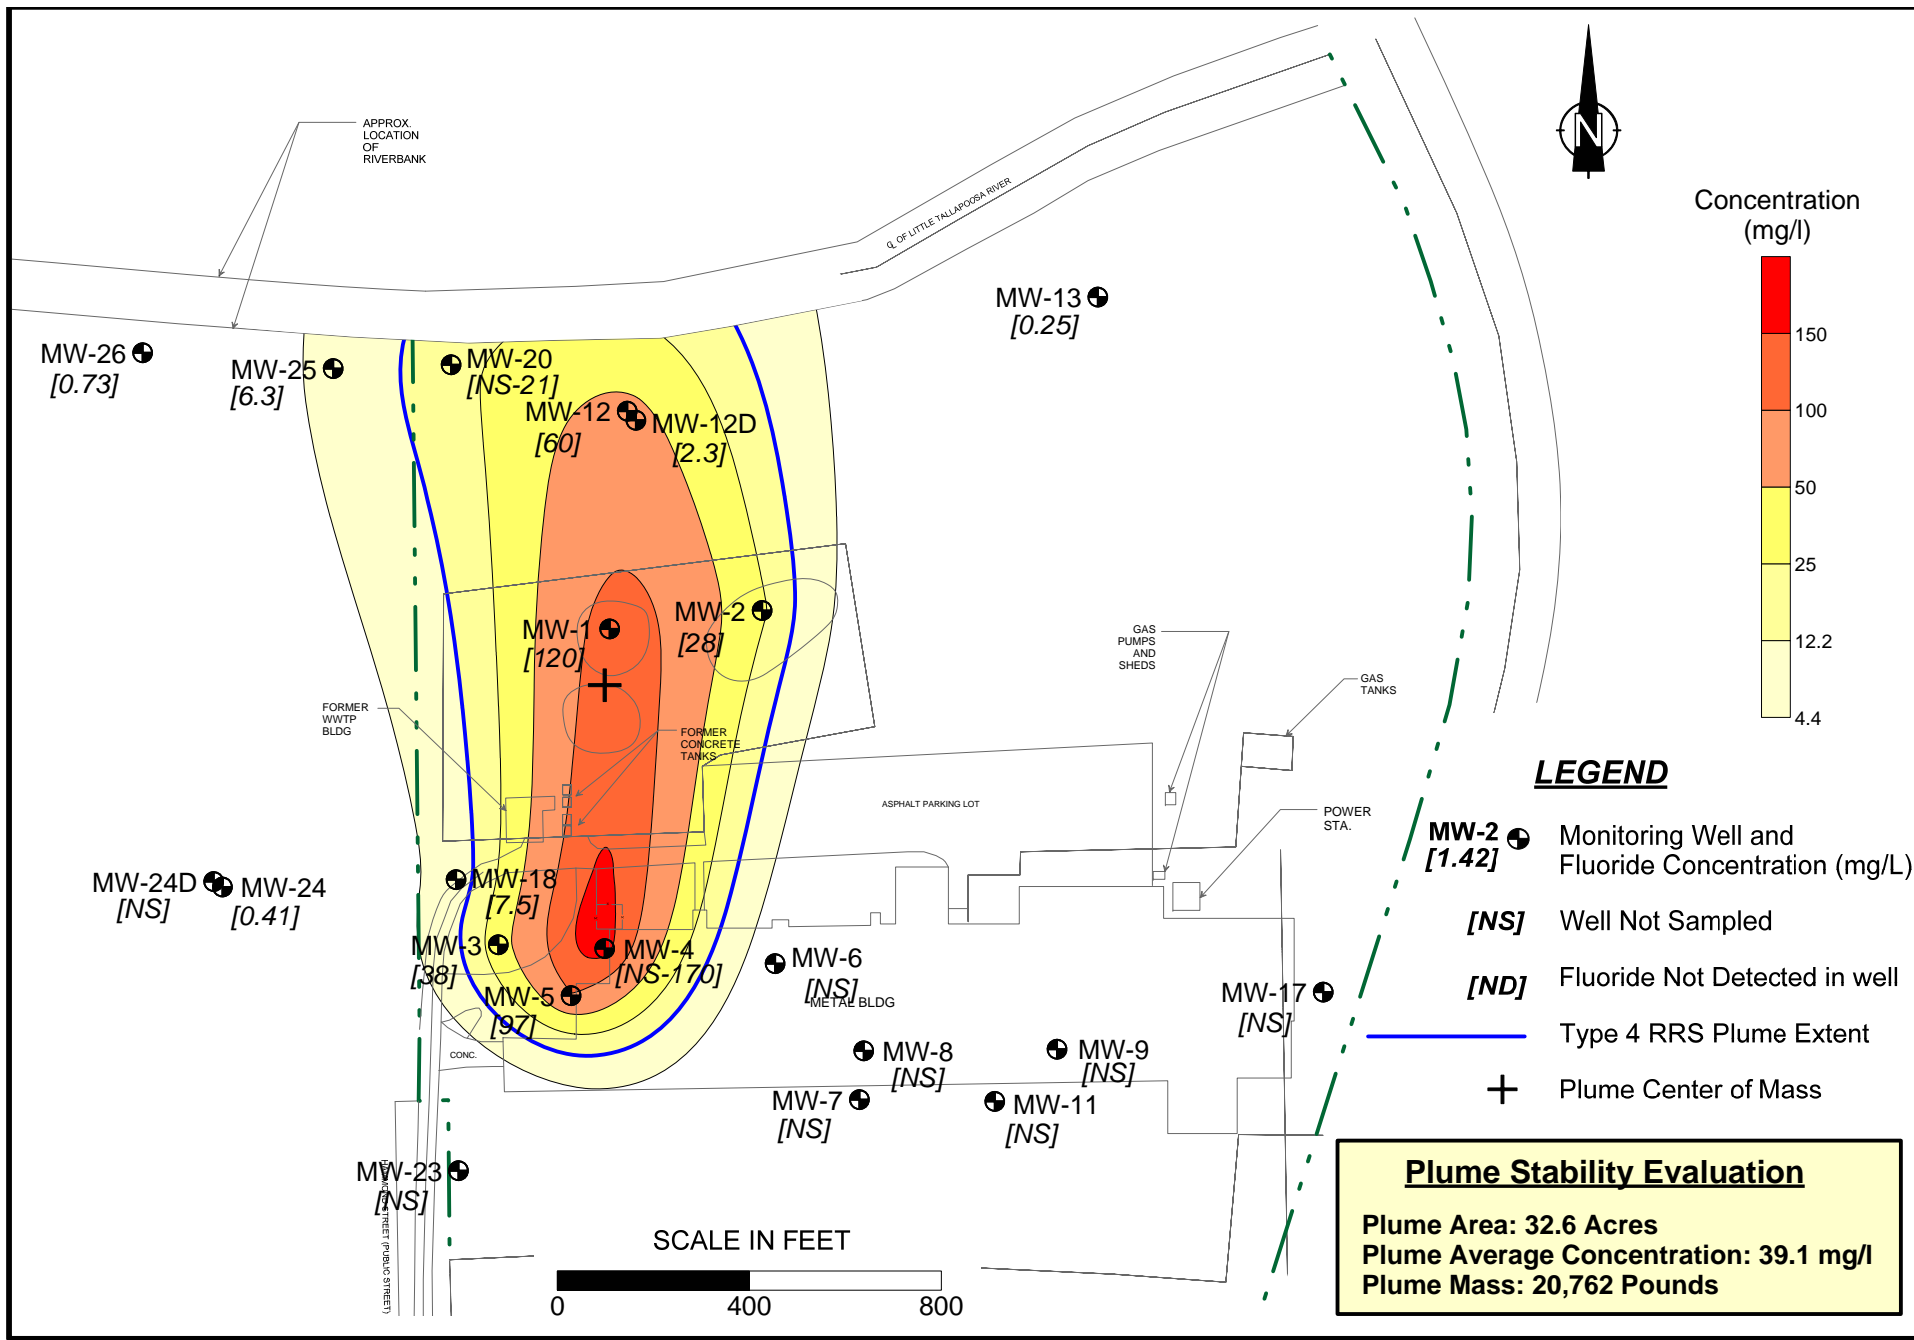 APPROX.
LOCATION
OF
RIVERBANK
℄ OF LITTLE TALLAPOOSA RIVER
N
Concentration
(mg/l)
150
100
50
25
12.2
4.4
MW-13
[0.25]
MW-26
[0.73]
MW-25
[6.3]
MW-20
[NS-21]
MW-12
[60]
MW-12D
[2.3]
MW-1
[120]
MW-2
[28]
GAS
PUMPS
AND
SHEDS
GAS
TANKS
FORMER
WWTP
BLDG
FORMER
CONCRETE
TANKS
ASPHALT PARKING LOT
POWER
STA.
MW-24D
[NS]
MW-24
[0.41]
MW-18
[7.5]
MW-3
[38]
MW-4
[NS-170]
MW-5
[97]
MW-6
[NS]
METAL BLDG
MW-17
[NS]
CONC.
MW-8
[NS]
MW-9
[NS]
MW-7
[NS]
MW-11
[NS]
MW-23
[NS]
STREET (PUBLIC STREET)
SCALE IN FEET
0
400
800
LEGEND
MW-2
[1.42]
Monitoring Well and
Fluoride Concentration (mg/L)
[NS]
Well Not Sampled
[ND]
Fluoride Not Detected in well
Type 4 RRS Plume Extent
Plume Center of Mass
Plume Stability Evaluation
Plume Area: 32.6 Acres
Plume Average Concentration: 39.1 mg/l
Plume Mass: 20,762 Pounds